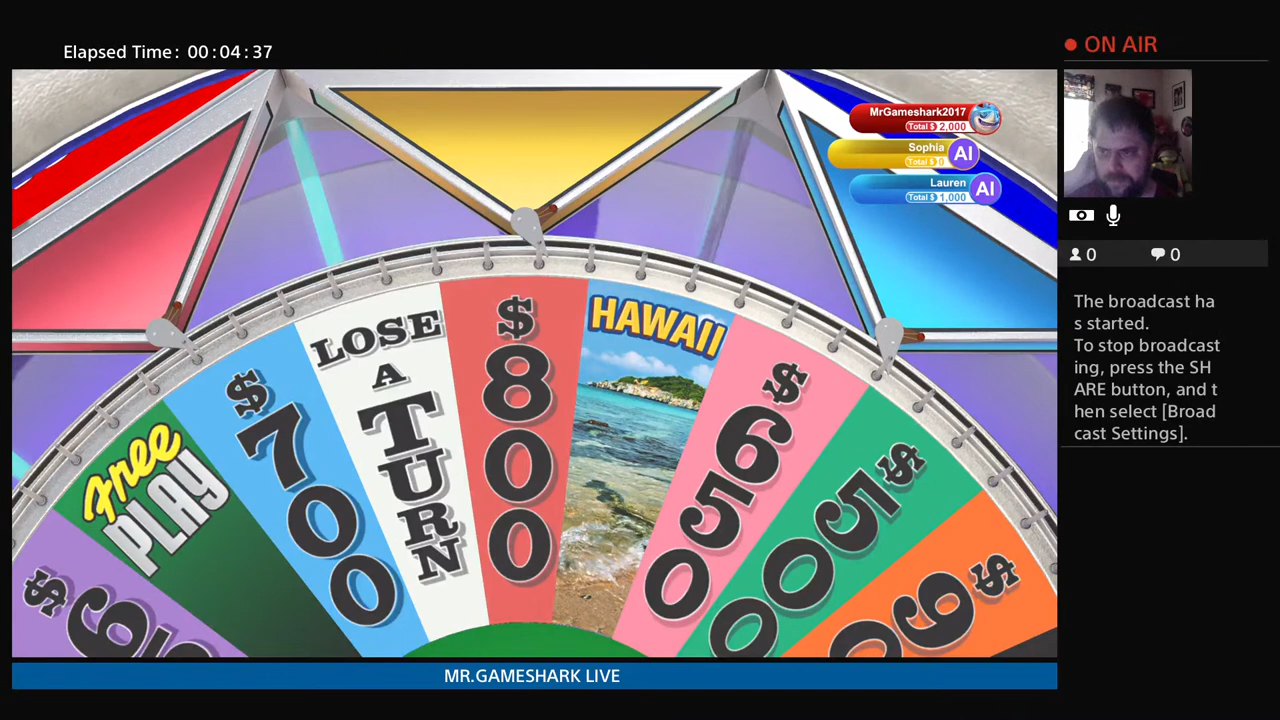 Elapsed Time: 00:04:37
ON AIR
MrGameshark2017
Total $ 2,000
Sophia
Total $ 0
AI
Lauren
Total $ 1,000
AI
0
0
The broadcast ha
s started.
To stop broadcast
ing, press the SH
ARE button, and t
hen select [Broad
cast Settings].
Free
PLAY
$700
LOSE
A
TURN
$800
HAWAII
$650
$500
MR.GAMESHARK LIVE